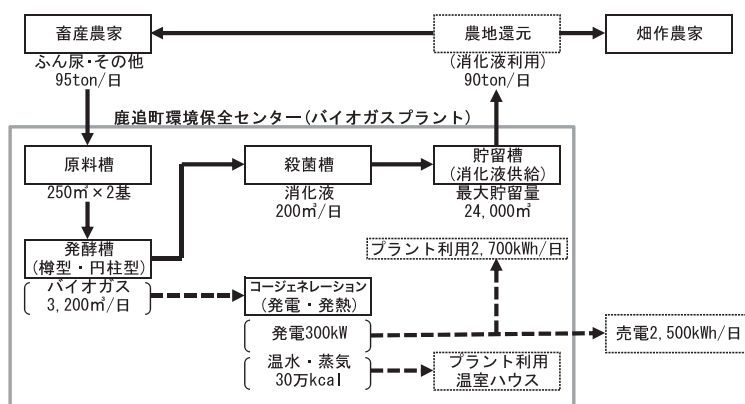 畜産農家
農地還元
畑作農家
ふん尿・その他
95ton/日
(消化液利用)
90ton/日
鹿追町環境保全センター(バイオガスプラント)
原料槽
250㎥×2基
殺菌槽
消化液
200㎥/日
貯留槽
(消化液供給)
最大貯留量
24,000㎥
発酵槽
(樽型・円柱型)
バイオガス
3,200㎥/日
プラント利用2,700kWh/日
コージェネレーション
(発電・発熱)
発電300kW
売電2,500kWh/日
温水・蒸気
30万kcal
プラント利用
温室ハウス